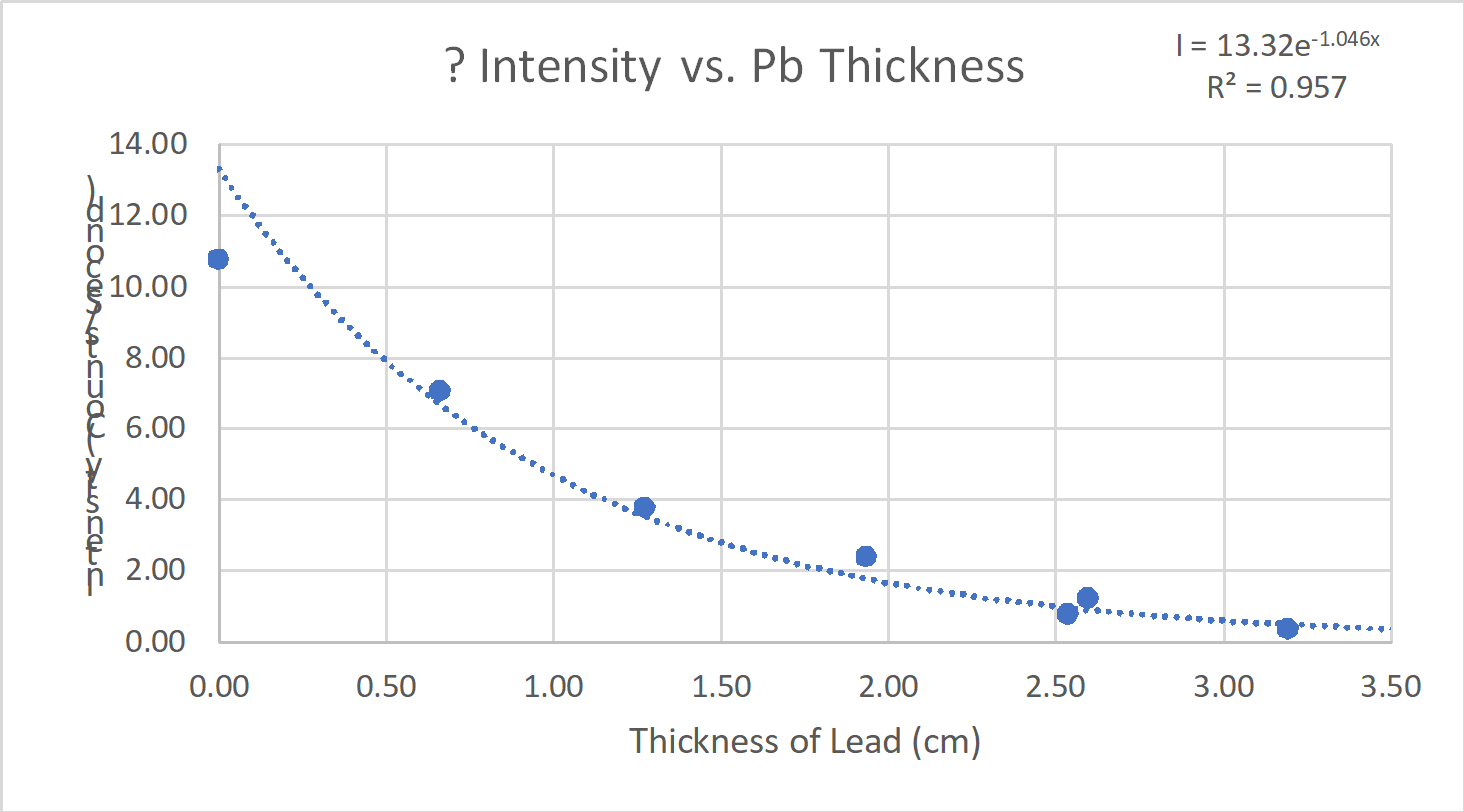 ? Intensity vs. Pb Thickness
I = 13.32e^-1.046x
R² = 0.957
Intensity (Counts/second)
14.00
12.00
10.00
8.00
6.00
4.00
2.00
0.00
0.00 0.50 1.00 1.50 2.00 2.50 3.00 3.50
Thickness of Lead (cm)